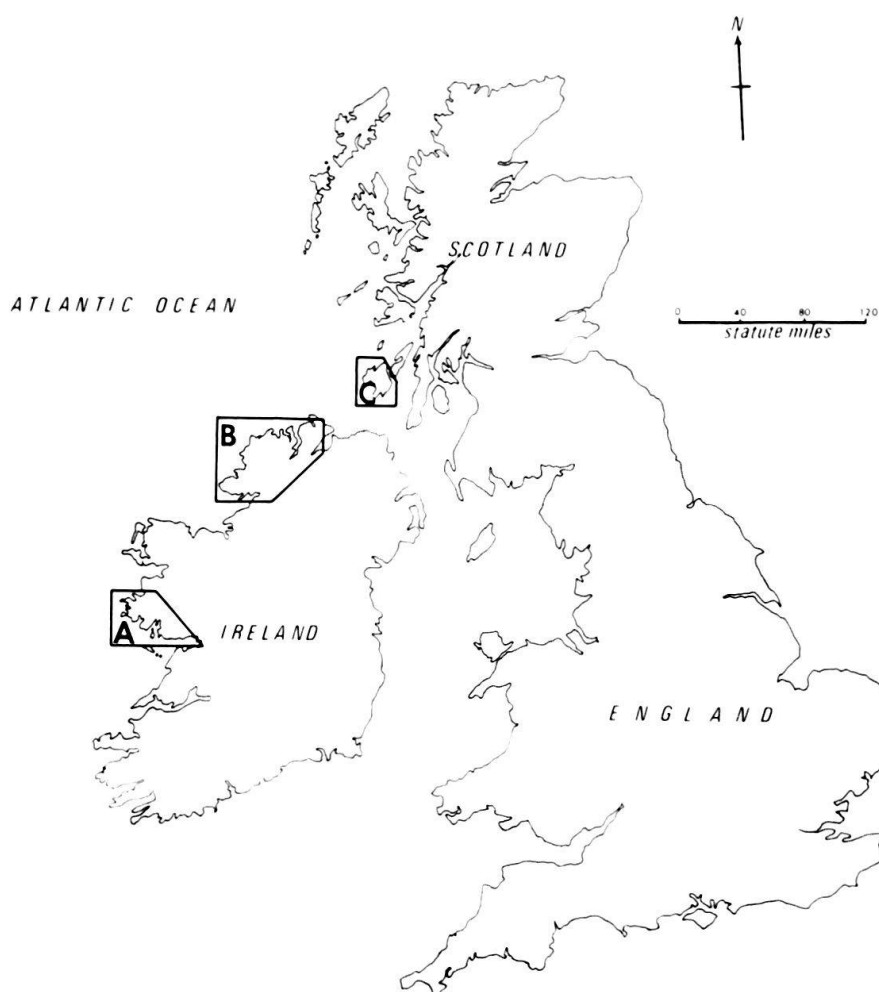 N
SCOTLAND
ATLANTIC OCEAN
0 40 80 120
statute miles
C
B
A
IRELAND
ENGLAND